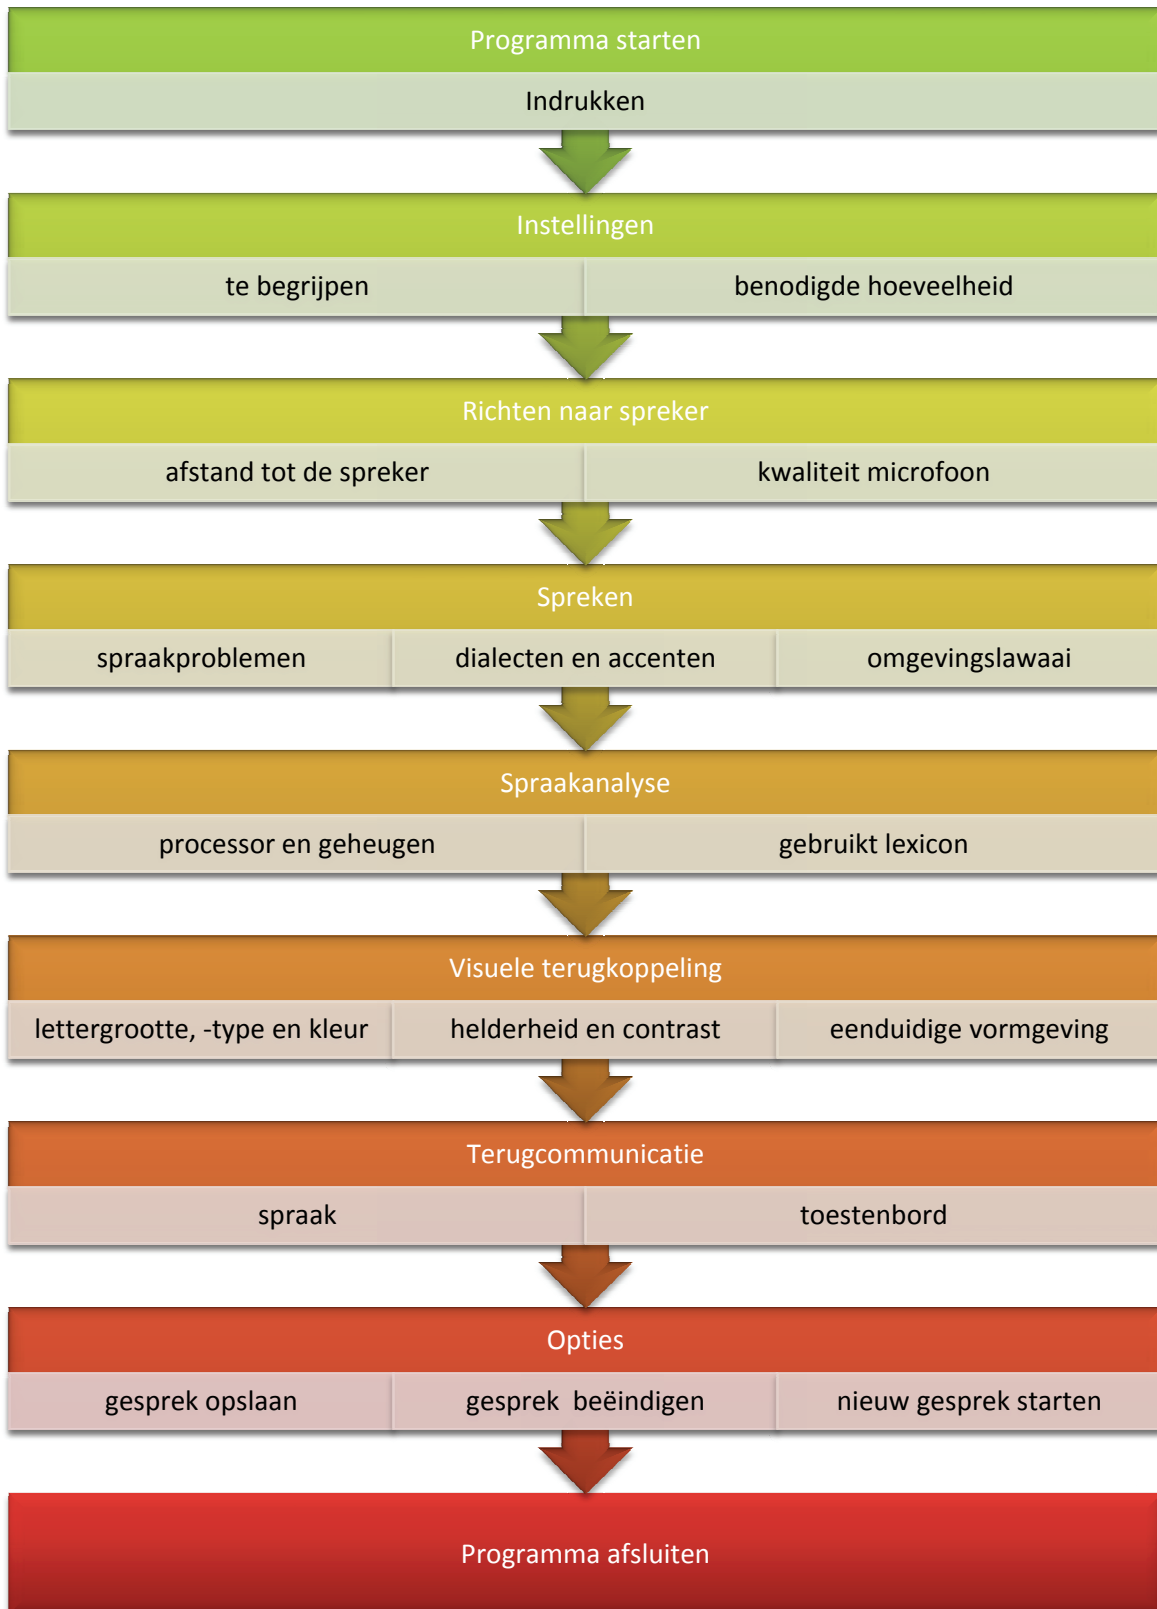 Programma starten
Indrukken
Instellingen
te begrijpen
benodigde hoeveelheid
Richten naar spreker
afstand tot de spreker
kwaliteit microfoon
Spreken
spraakproblemen
dialecten en accenten
omgevingslawaai
Spraakanalyse
processor en geheugen
gebruikt lexicon
Visuele terugkoppeling
lettergrootte, -type en kleur
helderheid en contrast
eenduidige vormgeving
Terugcommunicatie
spraak
toestenbord
Opties
gesprek opslaan
gesprek  beëindigen
nieuw gesprek starten
Programma afsluiten